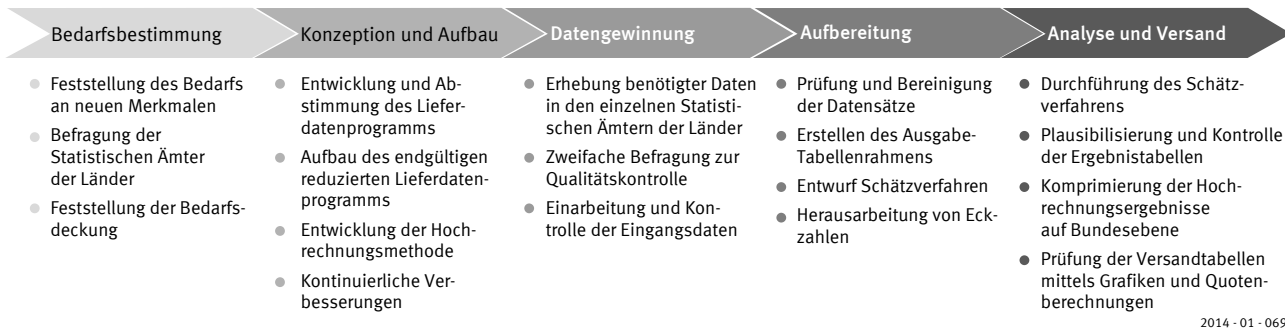 Bedarfsbestimmung
Konzeption und Aufbau
Datengewinnung
Aufbereitung
Analyse und Versand
Feststellung des Bedarfs
an neuen Merkmalen
Befragung der
Statistischen Ämter
der Länder
Feststellung der Bedarfs-
deckung
Entwicklung und Ab-
stimmung des Liefer-
datenprogramms
Aufbau des endgültigen
reduzierten Lieferdaten-
programms
Entwicklung der Hoch-
rechnungsmethode
Kontinuierliche Ver-
besserungen
Erhebung benötigter Daten
in den einzelnen Statisti-
schen Ämtern der Länder
Zweifache Befragung zur
Qualitätskontrolle
Einarbeitung und Kon-
trolle der Eingangsdaten
Prüfung und Bereinigung
der Datensätze
Erstellen des Ausgabe-
Tabellenrahmens
Entwurf Schätzverfahren
Herausarbeitung von Eck-
zahlen
Durchführung des Schätz-
verfahrens
Plausibilisierung und Kontrolle
der Ergebnistabellen
Komprimierung der Hoch-
rechnungsergebnisse
auf Bundesebene
Prüfung der Versandtabellen
mittels Grafiken und Quoten-
berechnungen
2014 - 01 - 069